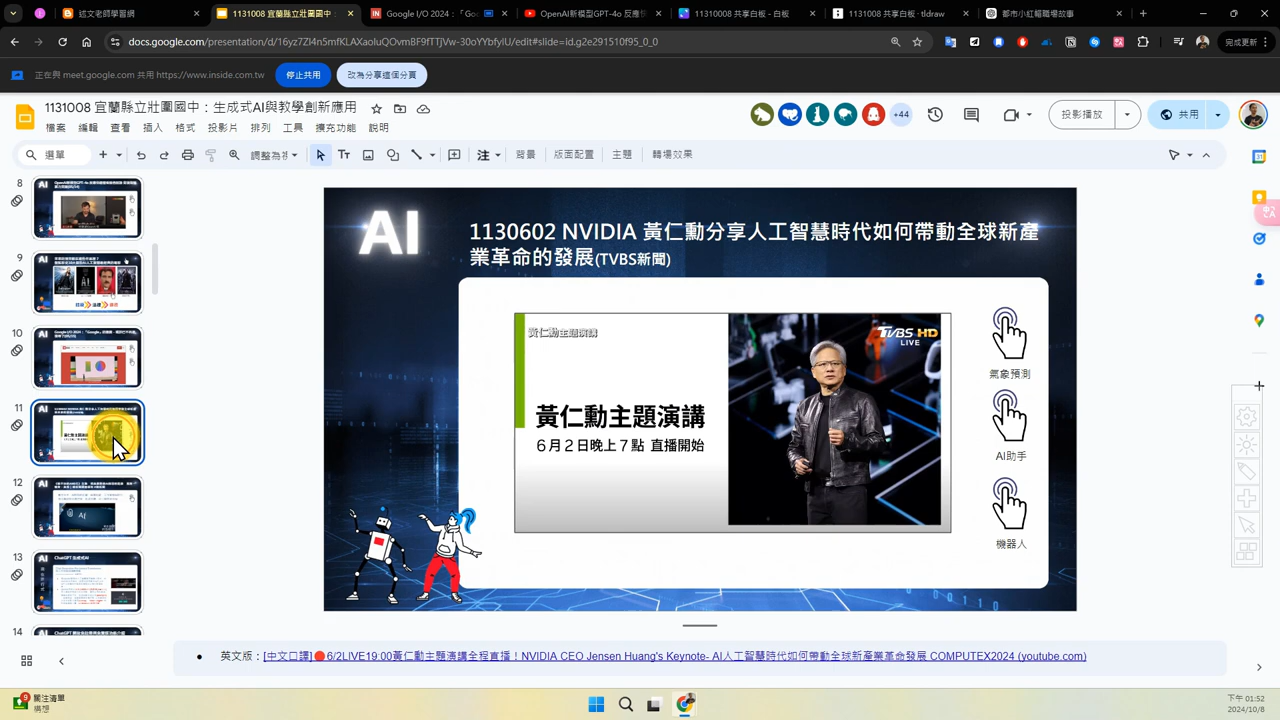 述文老師學習網
1131008 宜蘭縣立壯圍國中：
Google I/O 2024：「Go
OpenAI新模型GPT-4o 反應快
1131008 共享白板 - 白板
1131008 共享白板 - tldraw
都市小紅帽職場故事
docs.google.com/presentation/d/16yz7Zl4n5mfKLAXaoluQOvmBF9fTTjVw-30oYYbfylU/edit#slide=id.g2e291510f95_0_0
完成更新
正在與 meet.google.com 共用 https://www.inside.com.tw
停止共用
改為分享這個分頁
1131008 宜蘭縣立壯圍國中：生成式AI與教學創新應用
檔案 編輯 查看 插入 格式 投影片 排列 工具 擴充功能 說明
+44
投影播放
共用
選單
調整為視
注
背景
版面配置
主題
轉場效果
8
9
10
11
12
13
14
AI
1130602 NVIDIA 黃仁勳分享人工智慧時代如何帶動全球新產
業革命的發展(TVBS新聞)
黃仁勳主題演講
TVBS HD
LIVE
黃仁勳主題演講
6月2日晚上7點 直播開始
氣象預測
AI助手
機器人
● 英文版：[中文口譯]🔴6/2LIVE19:00黃仁勳主題演講全程直播！NVIDIA CEO Jensen Huang's Keynote- AI人工智慧時代如何帶動全球新產業革命發展 COMPUTEX2024 (youtube.com)
9
關注清單
構想
下午 01:52
2024/10/8